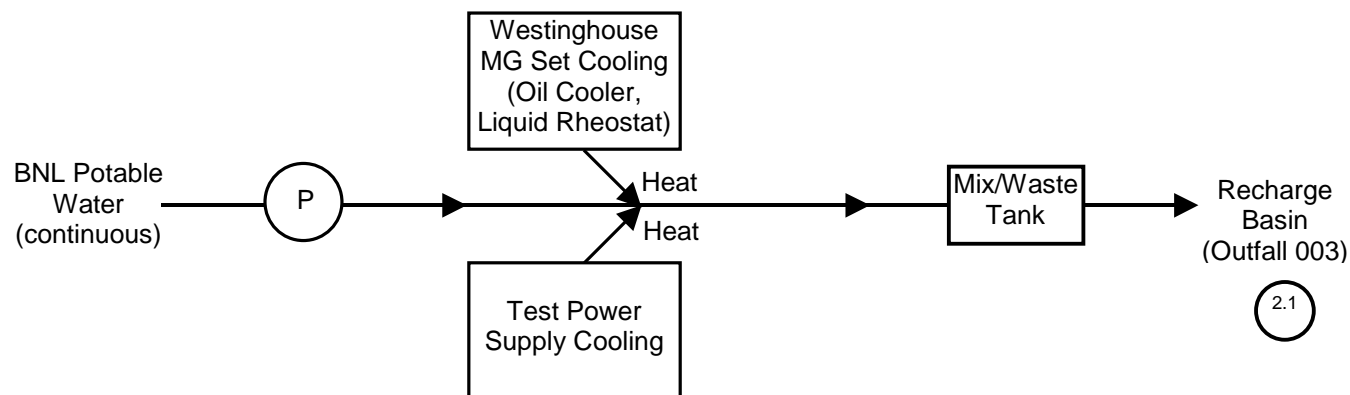 Westinghouse
MG Set Cooling
(Oil Cooler,
Liquid Rheostat)
BNL Potable
Water
(continuous)
P
Heat
Heat
Mix/Waste
Tank
Recharge
Basin
(Outfall 003)
2.1
Test Power
Supply Cooling